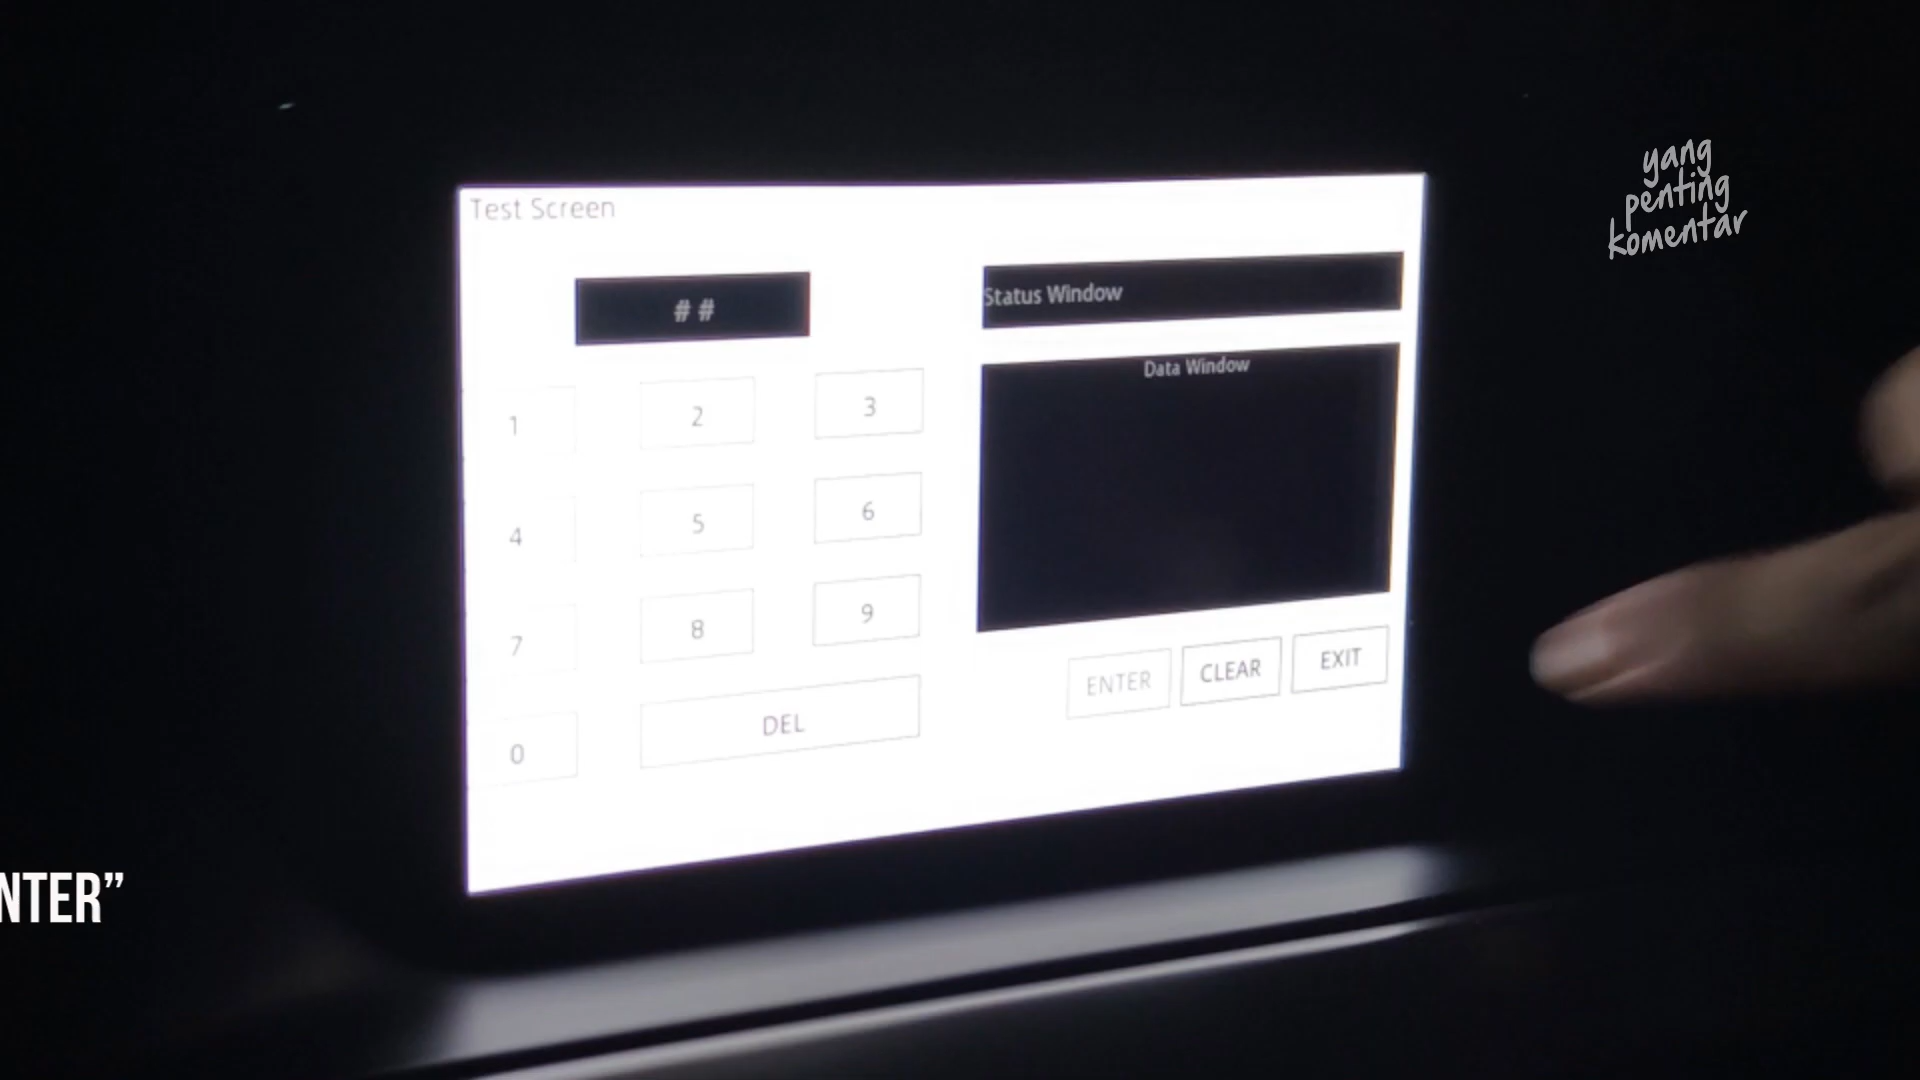 yang
penting
komentar
Test Screen
##
Status Window
Data Window
1 2 3
4 5 6
7 8 9
0 DEL
ENTER CLEAR EXIT
NTER”